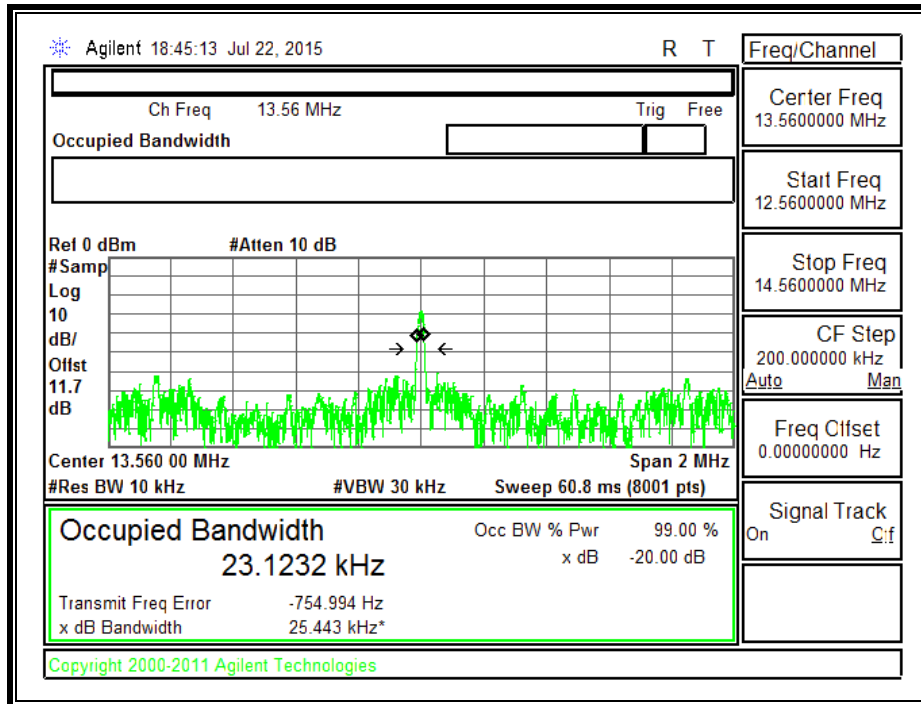 Agilent 18:45:13 Jul 22, 2015 R T
Freq/Channel
Ch Freq 13.56 MHz Trig Free
Occupied Bandwidth
Center Freq
13.5600000 MHz
Start Freq
12.5600000 MHz
Stop Freq
14.5600000 MHz
CF Step
200.000000 kHz
Auto Man
Freq Offset
0.00000000 Hz
Signal Track
On Off
Ref 0 dBm #Atten 10 dB
#Samp
Log
10
dB/
Offst
11.7
dB
Center 13.560 00 MHz Span 2 MHz
#Res BW 10 kHz #VBW 30 kHz Sweep 60.8 ms (8001 pts)
Occupied Bandwidth
23.1232 kHz
Occ BW % Pwr 99.00 %
x dB -20.00 dB
Transmit Freq Error -754.994 Hz
x dB Bandwidth 25.443 kHz*
Copyright 2000-2011 Agilent Technologies